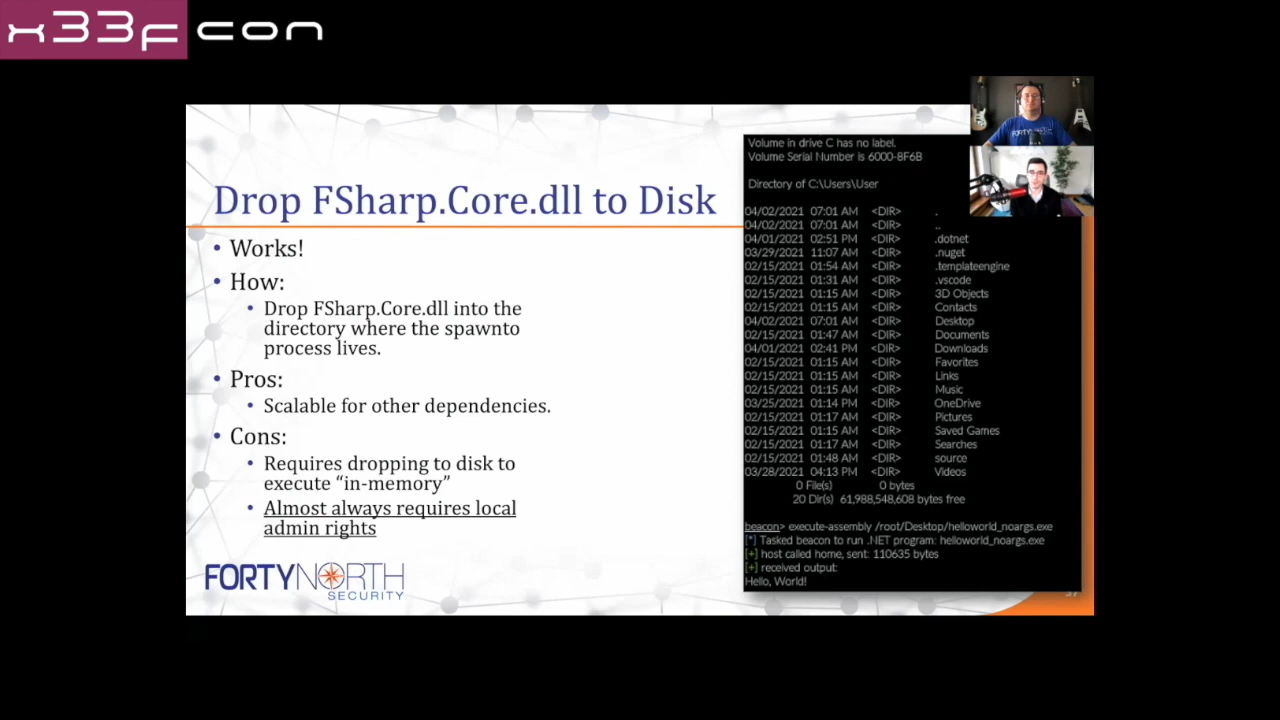 x33fcon
Drop FSharp.Core.dll to Disk
• Works!
• How:
• Drop FSharp.Core.dll into the
directory where the spawnto
process lives.
• Pros:
• Scalable for other dependencies.
• Cons:
• Requires dropping to disk to
execute “in-memory”
• Almost always requires local
admin rights
FORTYNORTH
SECURITY
Volume in drive C has no label.
Volume Serial Number is 6000-8F6B
Directory of C:\Users\User
04/02/2021 07:01 AM <DIR> .
04/02/2021 07:01 AM <DIR> ..
04/01/2021 02:51 PM <DIR> .dotnet
03/29/2021 11:07 AM <DIR> .nuget
02/15/2021 01:54 AM <DIR> .templateengine
02/15/2021 01:31 AM <DIR> .vscode
02/15/2021 01:15 AM <DIR> 3D Objects
02/15/2021 01:15 AM <DIR> Contacts
04/02/2021 07:01 AM <DIR> Desktop
02/15/2021 01:47 AM <DIR> Documents
04/01/2021 02:41 PM <DIR> Downloads
02/15/2021 01:15 AM <DIR> Favorites
02/15/2021 01:15 AM <DIR> Links
02/15/2021 01:15 AM <DIR> Music
03/25/2021 01:14 PM <DIR> OneDrive
02/15/2021 01:17 AM <DIR> Pictures
02/15/2021 01:15 AM <DIR> Saved Games
02/15/2021 01:17 AM <DIR> Searches
02/15/2021 01:48 AM <DIR> source
03/28/2021 04:13 PM <DIR> Videos
0 File(s) 0 bytes
20 Dir(s) 61,988,548,608 bytes free
beacon> execute-assembly /root/Desktop/helloworld_noargs.exe
[*] Tasked beacon to run .NET program: helloworld_noargs.exe
[+] host called home, sent: 110635 bytes
[+] received output:
Hello, World!